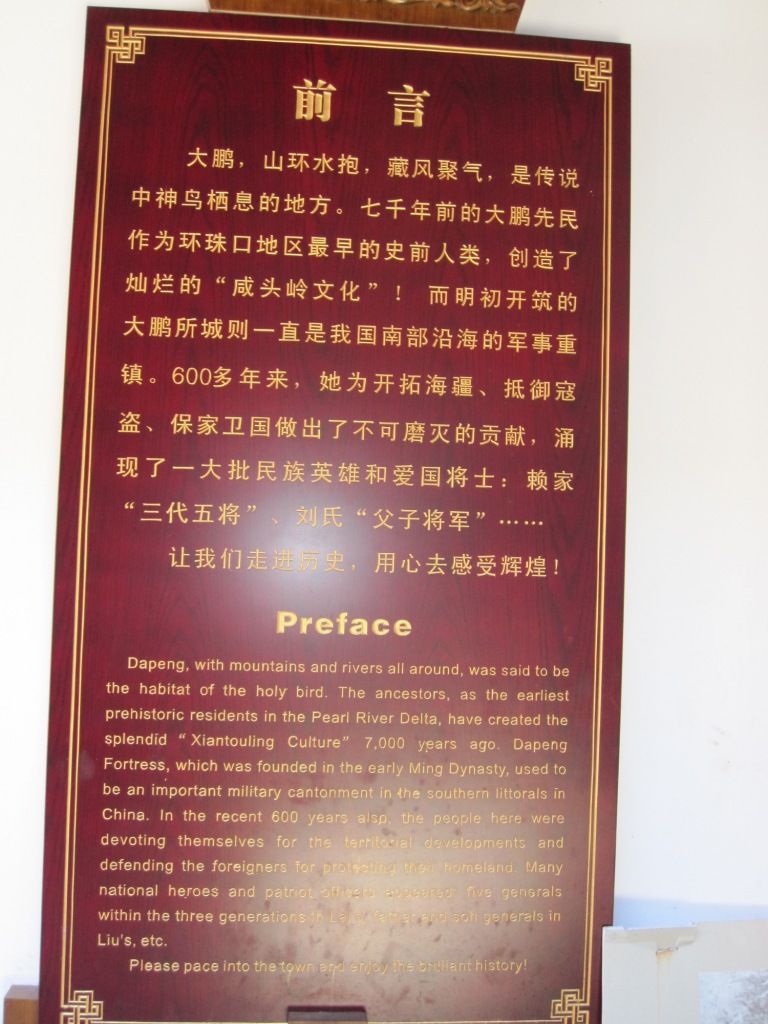 前言
大鹏，山环水抱，藏风聚气，是传说
中神鸟栖息的地方。七千年前的大鹏先民
作为环珠口地区最早的史前人类，创造了
灿烂的“咸头岭文化”！而明初开筑的
大鹏所城则一直是我国南部沿海的军事重
镇。600多年来，她为开拓海疆、抵御寇
盗、保家卫国做出了不可磨灭的贡献，涌
现了一大批民族英雄和爱国将士：赖家
“三代五将”、刘氏“父子将军”……
让我们走进历史，用心去感受辉煌！
Preface
Dapeng, with mountains and rivers all around, was said to be
the habitat of the holy bird. The ancestors, as the earliest
prehistoric residents in the Pearl River Delta, have created the
splendid "Xiantouling Culture" 7,000 years ago. Dapeng
Fortress, which was founded in the early Ming Dynasty, used to
be an important military cantonment in the southern littorals in
China. In the recent 600 years also, the people here were
devoting themselves for the territorial developments and
defending the foreigners for protecting their homeland. Many
national heroes and patriot officers appeared: five generals
within the three generations in Lai's, father and son generals in
Liu's, etc.
Please pace into the town and enjoy the brilliant history!